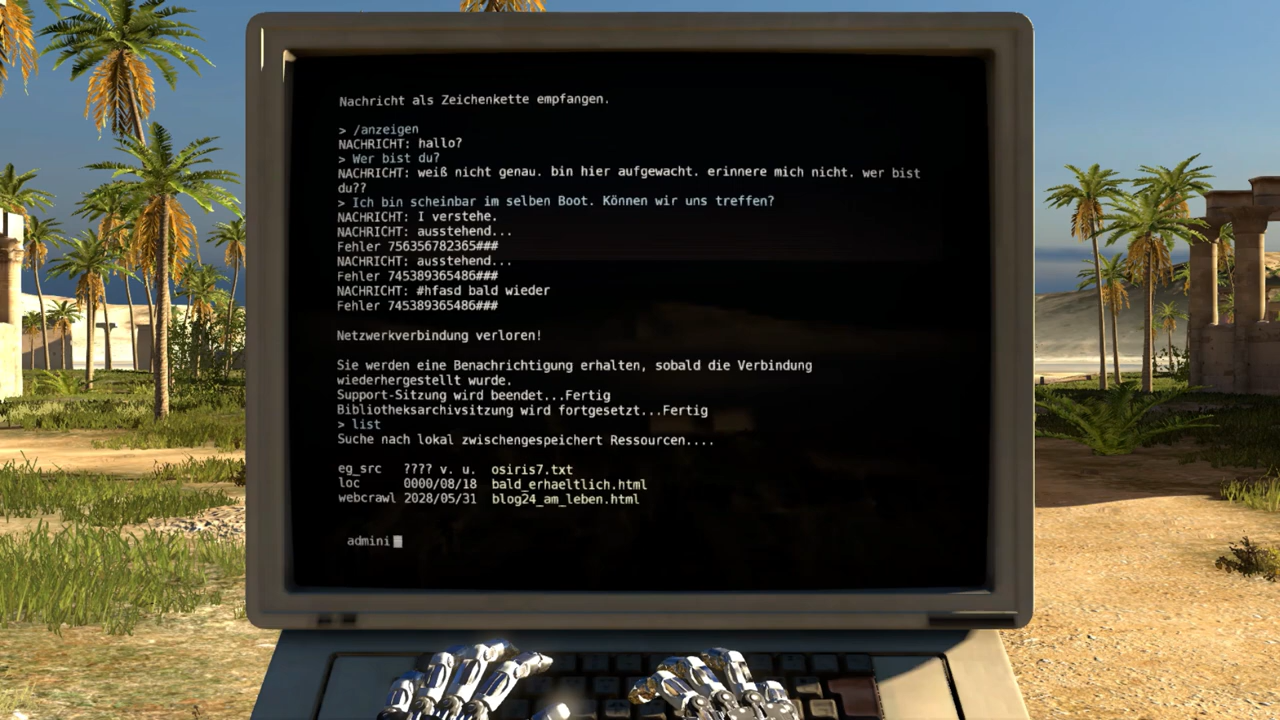 Nachricht als Zeichenkette empfangen.
> /anzeigen
NACHRICHT: hallo?
> Wer bist du?
NACHRICHT: weiß nicht genau. bin hier aufgewacht. erinnere mich nicht. wer bist
du??
> Ich bin scheinbar im selben Boot. Können wir uns treffen?
NACHRICHT: I verstehe.
NACHRICHT: ausstehend...
Fehler 756356782365###
NACHRICHT: ausstehend...
Fehler 745389365486###
NACHRICHT: #hfasd bald wieder
Fehler 745389365486###
Netzwerkverbindung verloren!
Sie werden eine Benachrichtigung erhalten, sobald die Verbindung
wiederhergestellt wurde.
Support-Sitzung wird beendet...Fertig
Bibliotheksarchivsitzung wird fortgesetzt...Fertig
> list
Suche nach lokal zwischengespeichert Ressourcen....
eg_src ???? v. u. osiris7.txt
loc 0000/08/18 bald_erhaeltlich.html
webcrawl 2028/05/31 blog24_am_leben.html
admini